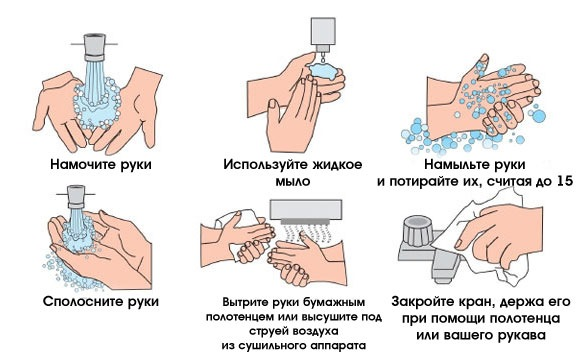 Намочите руки
Используйте жидкое
мыло
Намыльте руки
и потирайте их, считая до 15
Сполосните руки
Вытрите руки бумажным
полотенцем или высушите под
струей воздуха
из сушильного аппарата
Закройте кран, держа его
при помощи полотенца
или вашего рукава